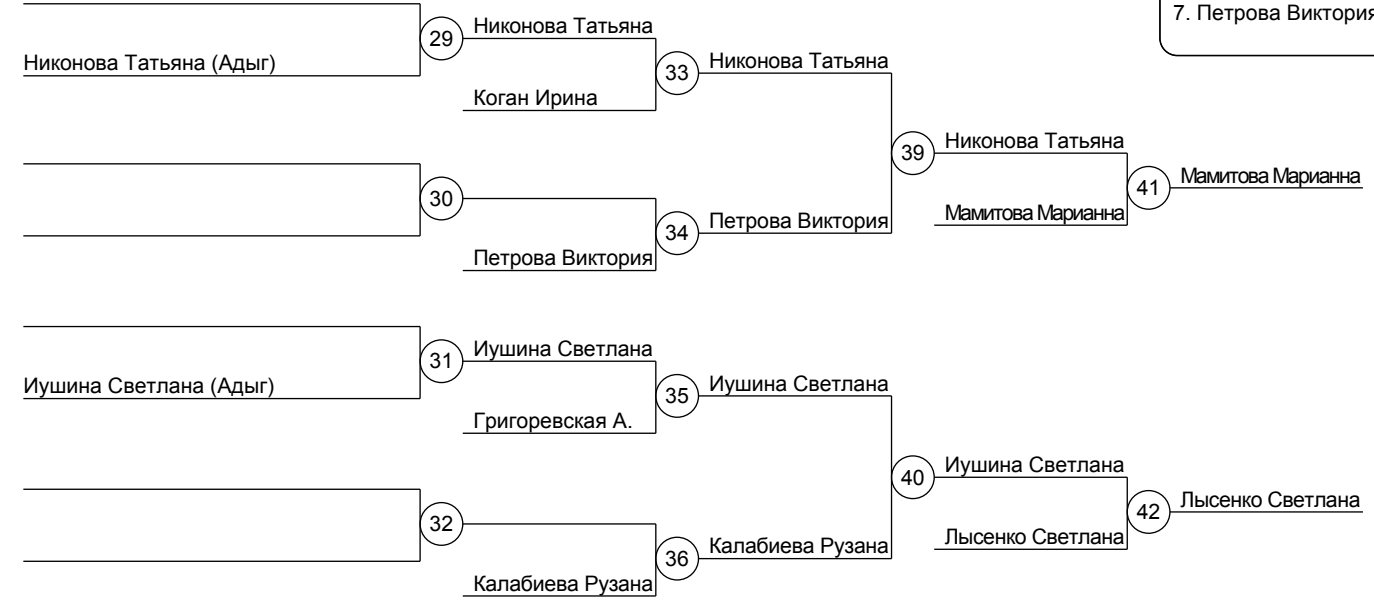 7. Петрова Виктория
29
Никонова Татьяна
Никонова Татьяна (Адыг)
33
Никонова Татьяна
Коган Ирина
39
Никонова Татьяна
30
41
Мамитова Марианна
34
Петрова Виктория
Мамитова Марианна
Петрова Виктория
31
Иушина Светлана
Иушина Светлана (Адыг)
35
Иушина Светлана
Григоревская А.
40
Иушина Светлана
32
42
Лысенко Светлана
36
Калабиева Рузана
Лысенко Светлана
Калабиева Рузана